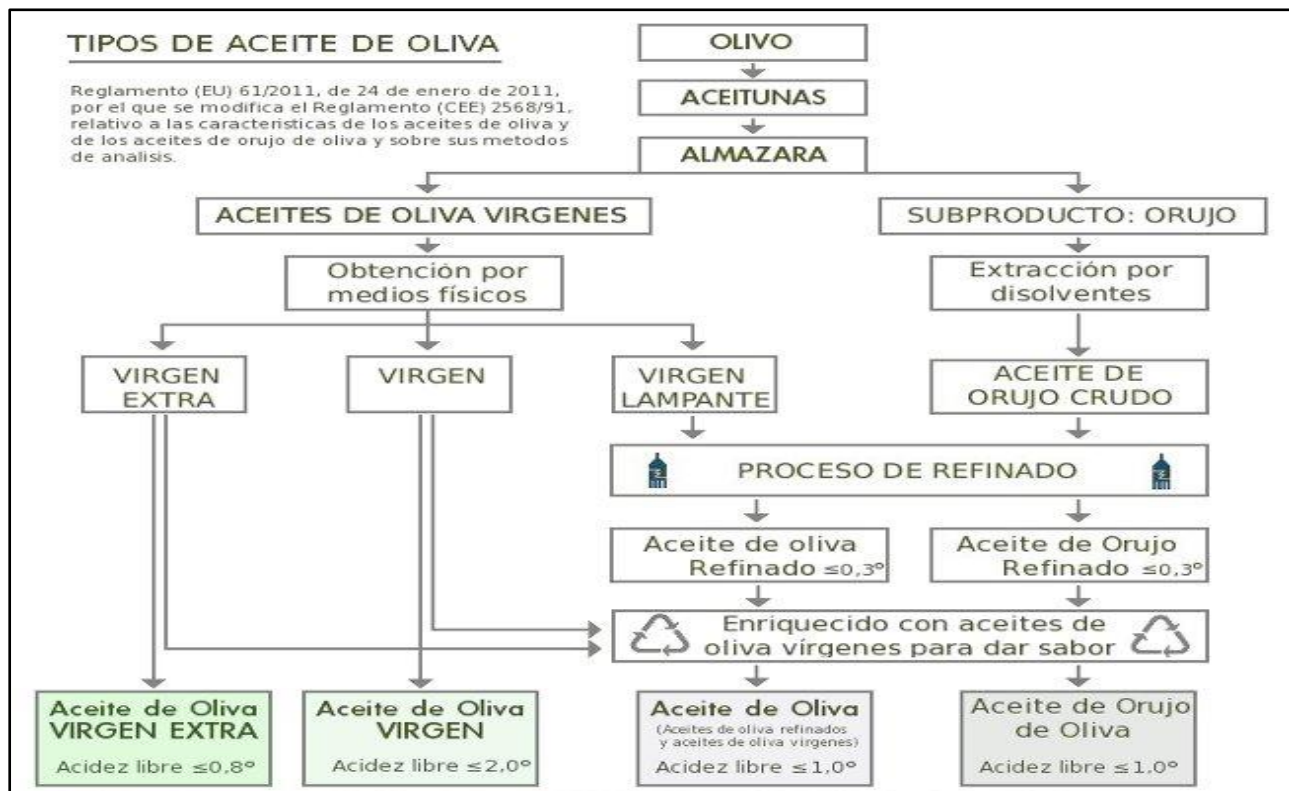 TIPOS DE ACEITE DE OLIVA
Reglamento (EU) 61/2011, de 24 de enero de 2011,
por el que se modifica el Reglamento (CEE) 2568/91,
relativo a las caracteristicas de los aceites de oliva y
de los aceites de orujo de oliva y sobre sus metodos
de analisis.
OLIVO
ACEITUNAS
ALMAZARA
ACEITES DE OLIVA VIRGENES
SUBPRODUCTO: ORUJO
Obtención por
medios físicos
Extracción por
disolventes
VIRGEN
EXTRA
VIRGEN
VIRGEN
LAMPANTE
ACEITE DE
ORUJO CRUDO
PROCESO DE REFINADO
Aceite de oliva
Refinado ≤0,3º
Aceite de Orujo
Refinado ≤0,3º
Enriquecido con aceites de
oliva vírgenes para dar sabor
Aceite de Oliva
VIRGEN EXTRA
Acidez libre ≤0,8º
Aceite de Oliva
VIRGEN
Acidez libre ≤2,0º
Aceite de Oliva
(Aceites de oliva refinados
y aceites de oliva virgenes)
Acidez libre ≤1,0º
Aceite de Orujo
de Oliva
Acidez libre ≤1,0º